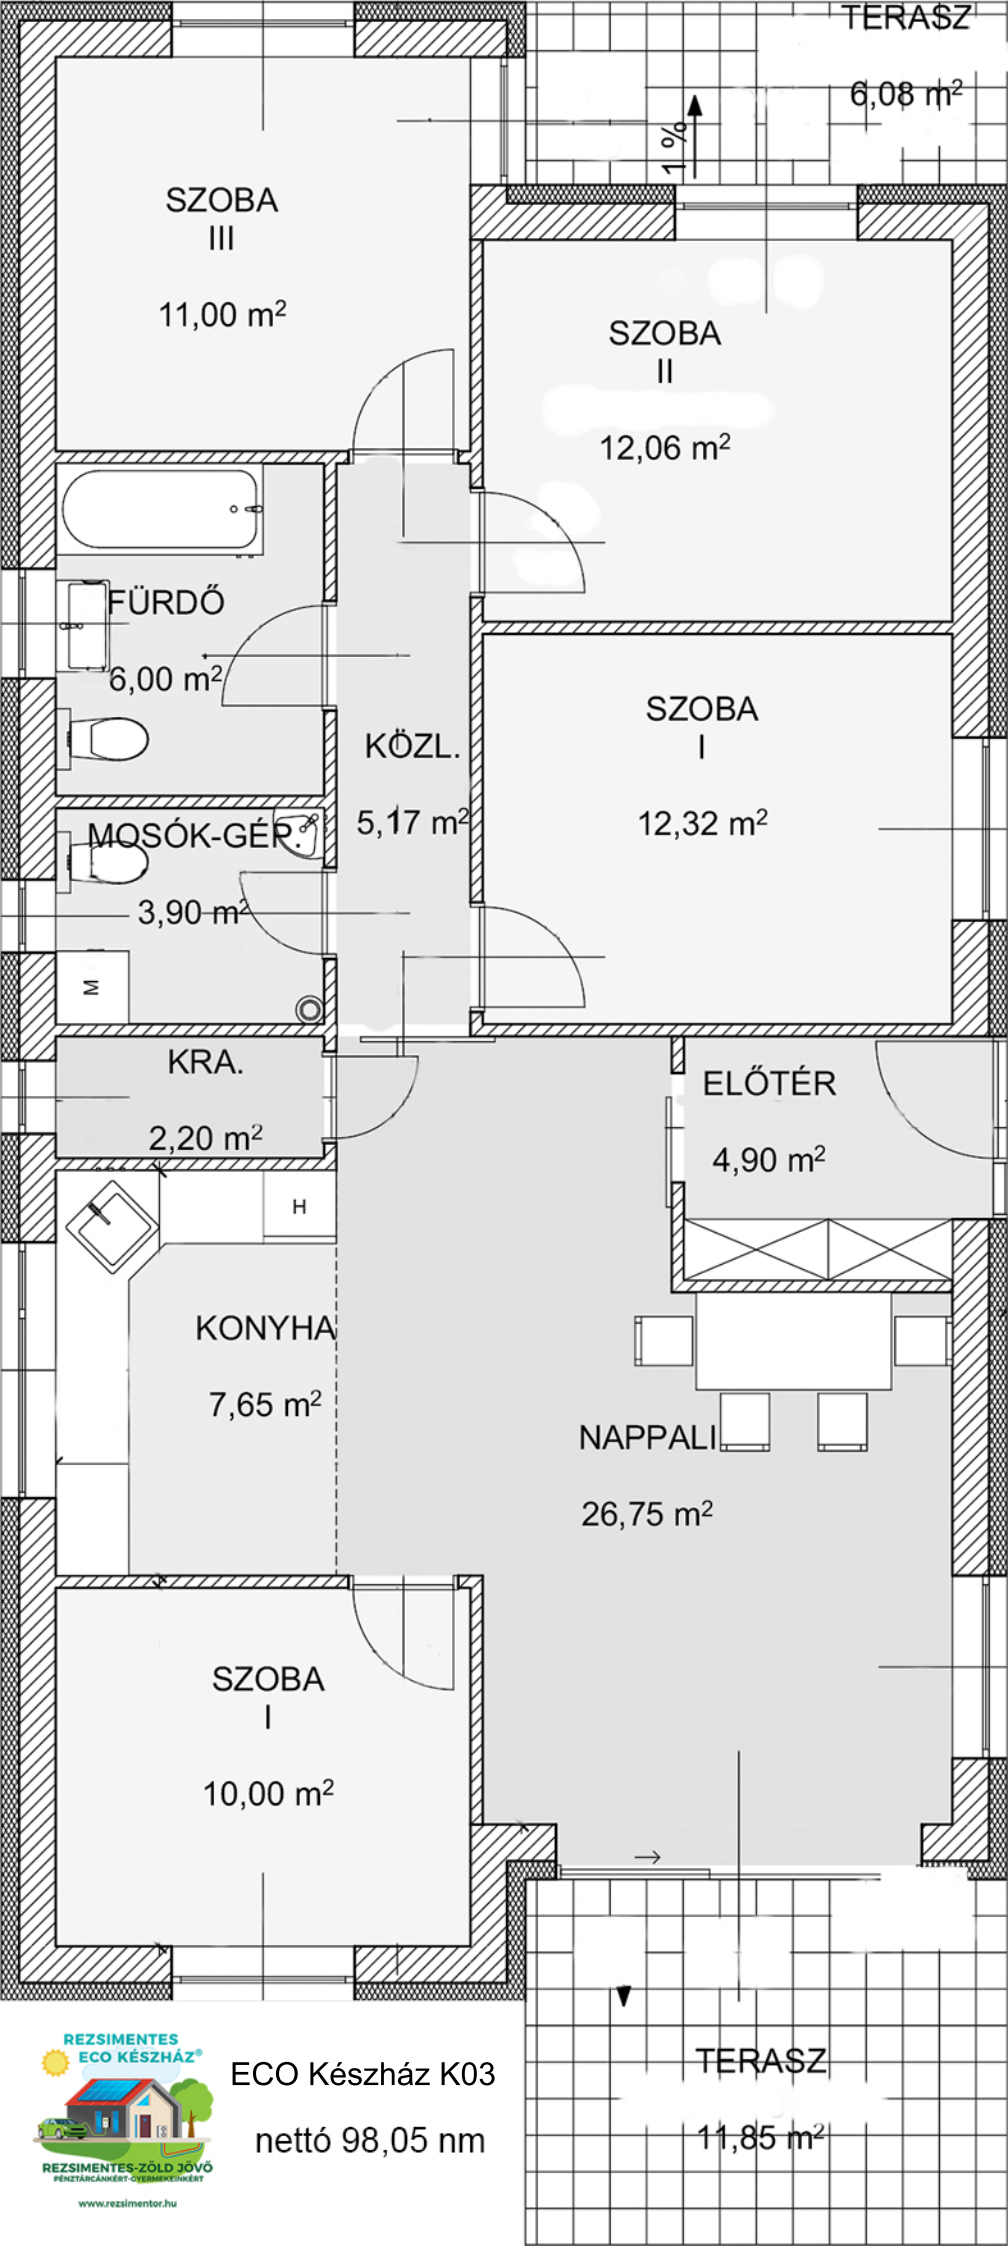 TERASZ
6,08 m²
1 %
SZOBA
III
11,00 m²
SZOBA
II
12,06 m²
FÜRDŐ
6,00 m²
KÖZL.
5,17 m²
SZOBA
I
12,32 m²
MOSÓK-GÉP.
3,90 m²
M
KRA.
2,20 m²
ELŐTÉR
4,90 m²
H
KONYHA
7,65 m²
NAPPALI
26,75 m²
SZOBA
I
10,00 m²
TERASZ
11,85 m²
REZSIMENTES
ECO KÉSZHÁZ®
REZSIMENTES-ZÖLD JÖVŐ
PÉNZTÁRCÁNKÉRT-GYERMEKEINKÉRT
www.rezsimentor.hu
ECO Készház K03
nettó 98,05 nm